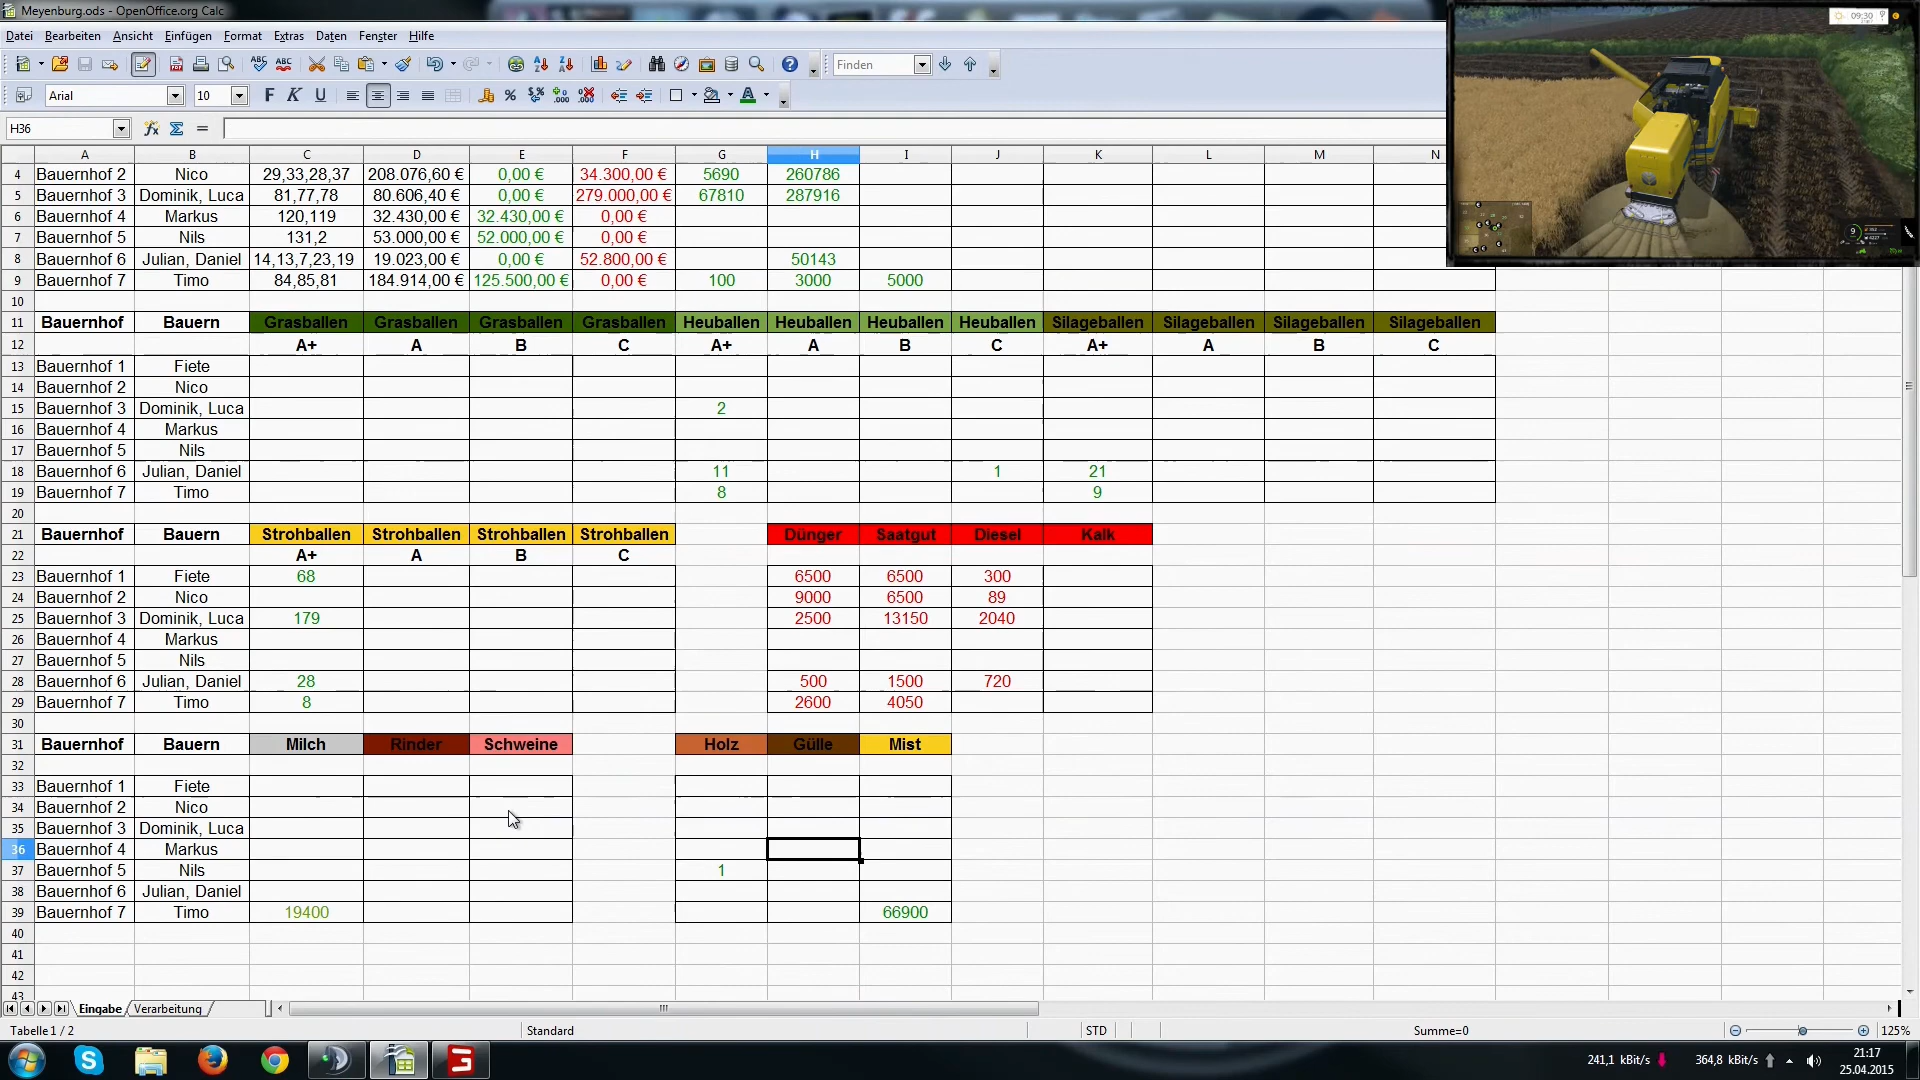 Meyenburg.ods - OpenOffice.org Calc
Datei Bearbeiten Ansicht Einfügen Format Extras Daten Fenster Hilfe
Finden
Arial 10 F K U
H36
A B C D E F G H I J K L M N
4 Bauernhof 2 Nico 29,33,28,37 208.076,60 € 0,00 € 34.300,00 € 5690 260786
5 Bauernhof 3 Dominik, Luca 81,77,78 80.606,40 € 0,00 € 279.000,00 € 67810 287916
6 Bauernhof 4 Markus 120,119 32.430,00 € 32.430,00 € 0,00 €
7 Bauernhof 5 Nils 131,2 53.000,00 € 52.000,00 € 0,00 €
8 Bauernhof 6 Julian, Daniel 14,13,7,23,19 19.023,00 € 0,00 € 52.800,00 € 50143
9 Bauernhof 7 Timo 84,85,81 184.914,00 € 125.500,00 € 0,00 € 100 3000 5000
10
11 Bauernhof Bauern Grasballen Grasballen Grasballen Grasballen Heuballen Heuballen Heuballen Heuballen Silageballen Silageballen Silageballen Silageballen
12 A+ A B C A+ A B C A+ A B C
13 Bauernhof 1 Fiete
14 Bauernhof 2 Nico
15 Bauernhof 3 Dominik, Luca 2
16 Bauernhof 4 Markus
17 Bauernhof 5 Nils
18 Bauernhof 6 Julian, Daniel 11 1 21
19 Bauernhof 7 Timo 8 9
20
21 Bauernhof Bauern Strohballen Strohballen Strohballen Strohballen Dünger Saatgut Diesel Kalk
22 A+ A B C
23 Bauernhof 1 Fiete 68 6500 6500 300
24 Bauernhof 2 Nico 9000 6500 89
25 Bauernhof 3 Dominik, Luca 179 2500 13150 2040
26 Bauernhof 4 Markus
27 Bauernhof 5 Nils
28 Bauernhof 6 Julian, Daniel 28 500 1500 720
29 Bauernhof 7 Timo 8 2600 4050
30
31 Bauernhof Bauern Milch Rinder Schweine Holz Gülle Mist
32
33 Bauernhof 1 Fiete
34 Bauernhof 2 Nico
35 Bauernhof 3 Dominik, Luca
36 Bauernhof 4 Markus
37 Bauernhof 5 Nils 1
38 Bauernhof 6 Julian, Daniel
39 Bauernhof 7 Timo 19400 66900
40
41
42
43
Eingabe Verarbeitung
Tabelle 1 / 2 Standard STD Summe=0 125%
241,1 kBit/s 364,8 kBit/s 21:17
25.04.2015
09:30